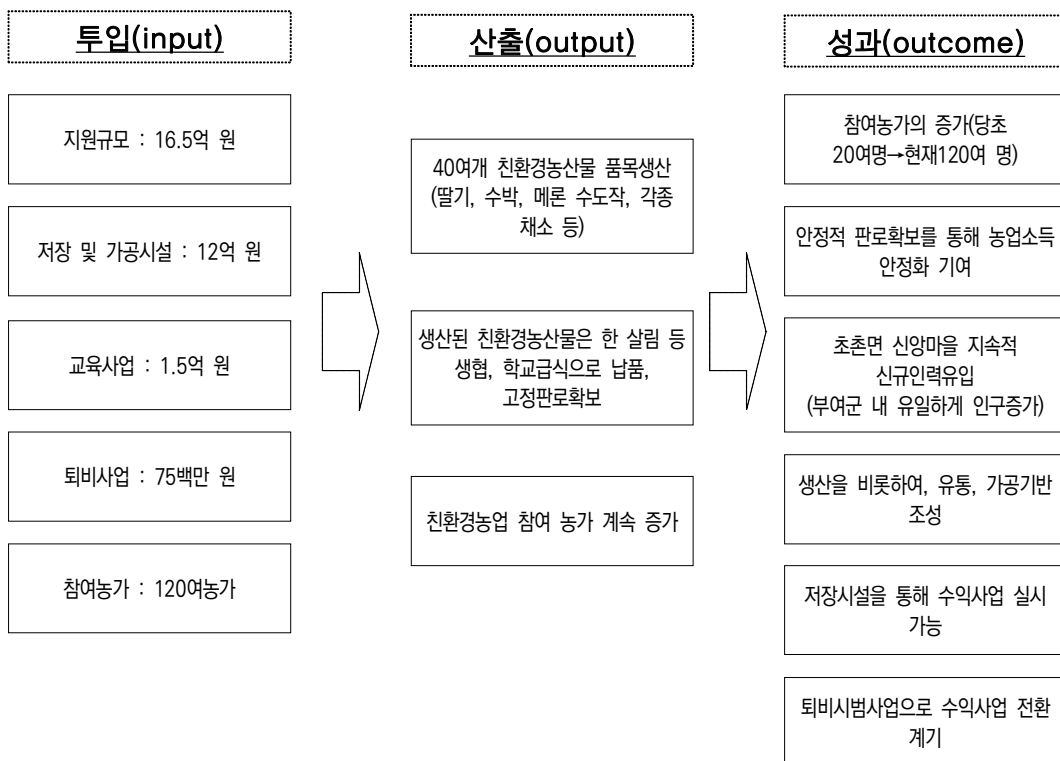 투입(input)
지원규모 : 16.5억 원
저장 및 가공시설 : 12억 원
교육사업 : 1.5억 원
퇴비사업 : 75백만 원
참여농가 : 120여농가
산출(output)
40여개 친환경농산물 품목생산
(딸기, 수박, 메론 수도작, 각종
채소 등)
생산된 친환경농산물은 한 살림 등
생협, 학교급식으로 납품,
고정판로확보
친환경농업 참여 농가 계속 증가
성과(outcome)
참여농가의 증가(당초
20여명→현재120여 명)
안정적 판로확보를 통해 농업소득
안정화 기여
초촌면 신앙마을 지속적
신규인력유입
(부여군 내 유일하게 인구증가)
생산을 비롯하여, 유통, 가공기반
조성
저장시설을 통해 수익사업 실시
가능
퇴비시범사업으로 수익사업 전환
계기